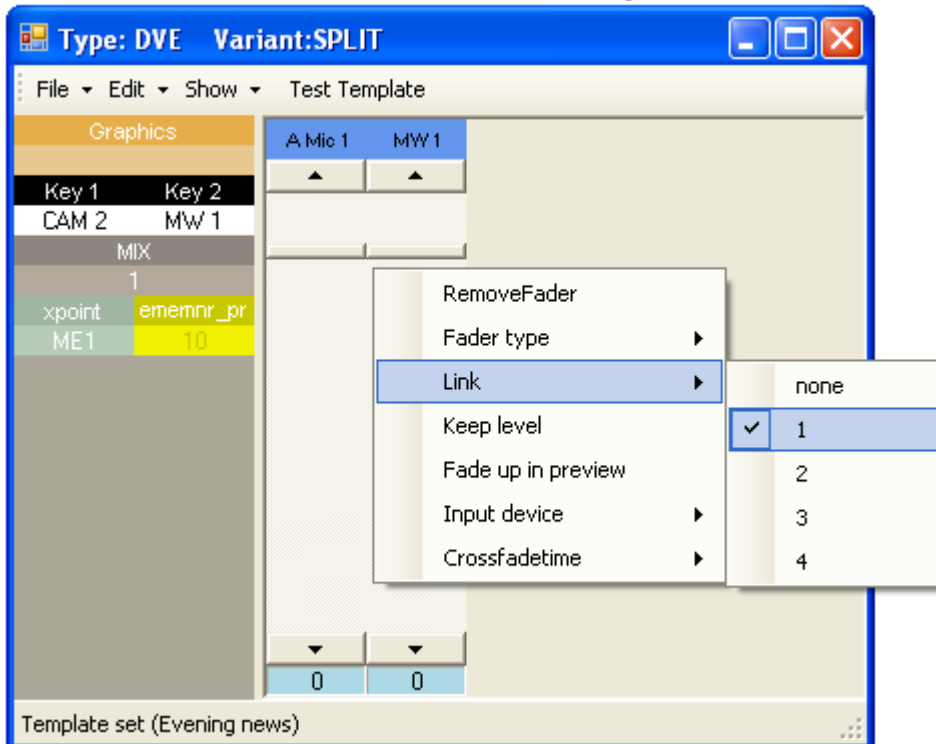 Type: DVE Variant:SPLIT
File Edit Show Test Template
Graphics
A Mic 1 MW 1
Key 1 Key 2
CAM 2 MW 1
MIX
1
xpoint ememnr_pr
ME1 10
RemoveFader
Fader type
Link
Keep level
Fade up in preview
Input device
Crossfadetime
none
1
2
3
4
0 0
Template set (Evening news)